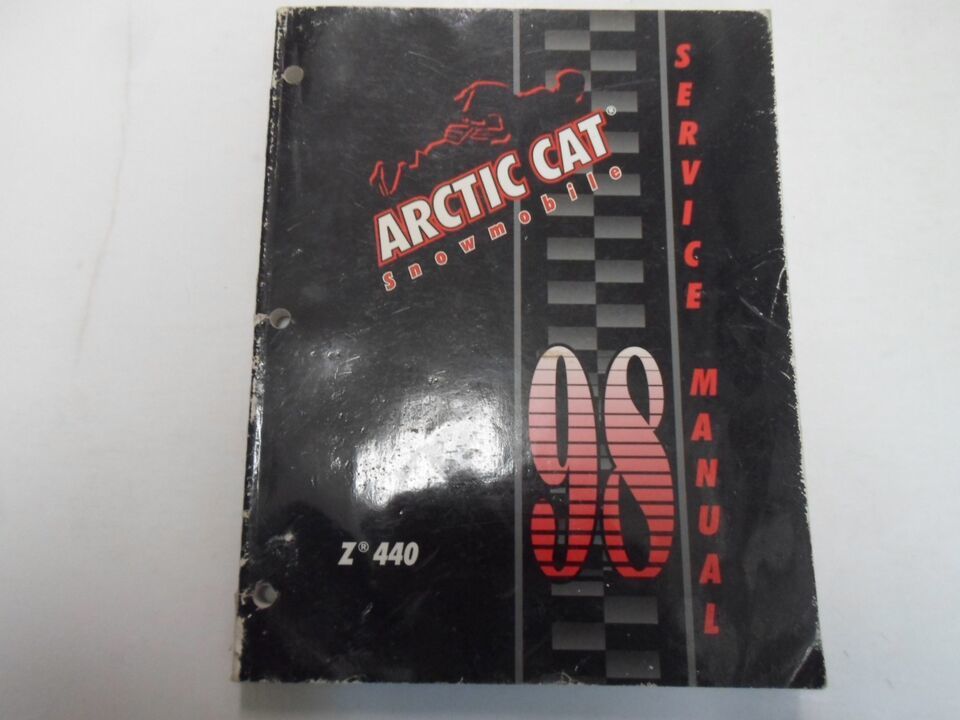 ARCTIC CAT®
Snowmobile
SERVICE MANUAL
98
Z® 440